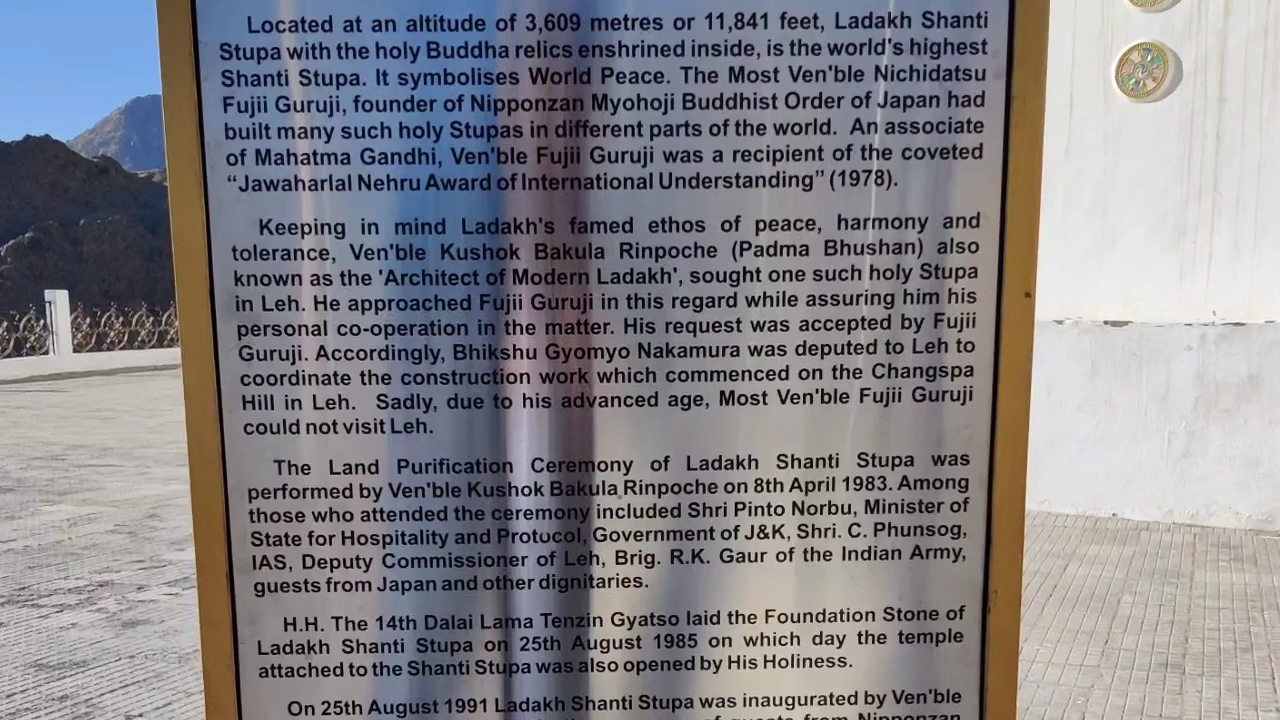 Located at an altitude of 3,609 metres or 11,841 feet, Ladakh Shanti
Stupa with the holy Buddha relics enshrined inside, is the world's highest
Shanti Stupa. It symbolises World Peace. The Most Ven'ble Nichidatsu
Fujii Guruji, founder of Nipponzan Myohoji Buddhist Order of Japan had
built many such holy Stupas in different parts of the world. An associate
of Mahatma Gandhi, Ven'ble Fujii Guruji was a recipient of the coveted
“Jawaharlal Nehru Award of International Understanding” (1978).
Keeping in mind Ladakh's famed ethos of peace, harmony and
tolerance, Ven'ble Kushok Bakula Rinpoche (Padma Bhushan) also
known as the 'Architect of Modern Ladakh', sought one such holy Stupa
in Leh. He approached Fujii Guruji in this regard while assuring him his
personal co-operation in the matter. His request was accepted by Fujii
Guruji. Accordingly, Bhikshu Gyomyo Nakamura was deputed to Leh to
coordinate the construction work which commenced on the Changspa
Hill in Leh. Sadly, due to his advanced age, Most Ven'ble Fujii Guruji
could not visit Leh.
The Land Purification Ceremony of Ladakh Shanti Stupa was
performed by Ven'ble Kushok Bakula Rinpoche on 8th April 1983. Among
those who attended the ceremony included Shri Pinto Norbu, Minister of
State for Hospitality and Protocol, Government of J&K, Shri. C. Phunsog,
IAS, Deputy Commissioner of Leh, Brig. R.K. Gaur of the Indian Army,
guests from Japan and other dignitaries.
H.H. The 14th Dalai Lama Tenzin Gyatso laid the Foundation Stone of
Ladakh Shanti Stupa on 25th August 1985 on which day the temple
attached to the Shanti Stupa was also opened by His Holiness.
On 25th August 1991 Ladakh Shanti Stupa was inaugurated by Ven'ble
of guests from Nipponzan